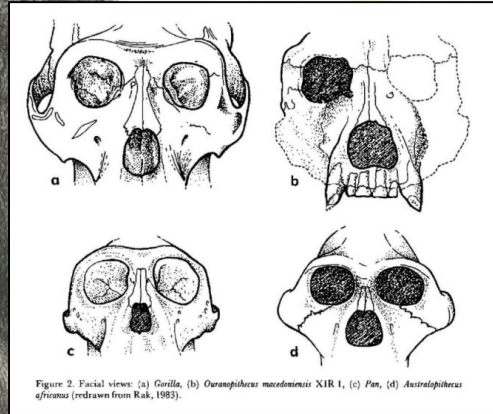 a
b
c
d
Figure 2. Facial views: (a) Gorilla, (b) Ouranopithecus macedoniensis XIR 1, (c) Pan, (d) Australopithecus
africanus (redrawn from Rak, 1983).